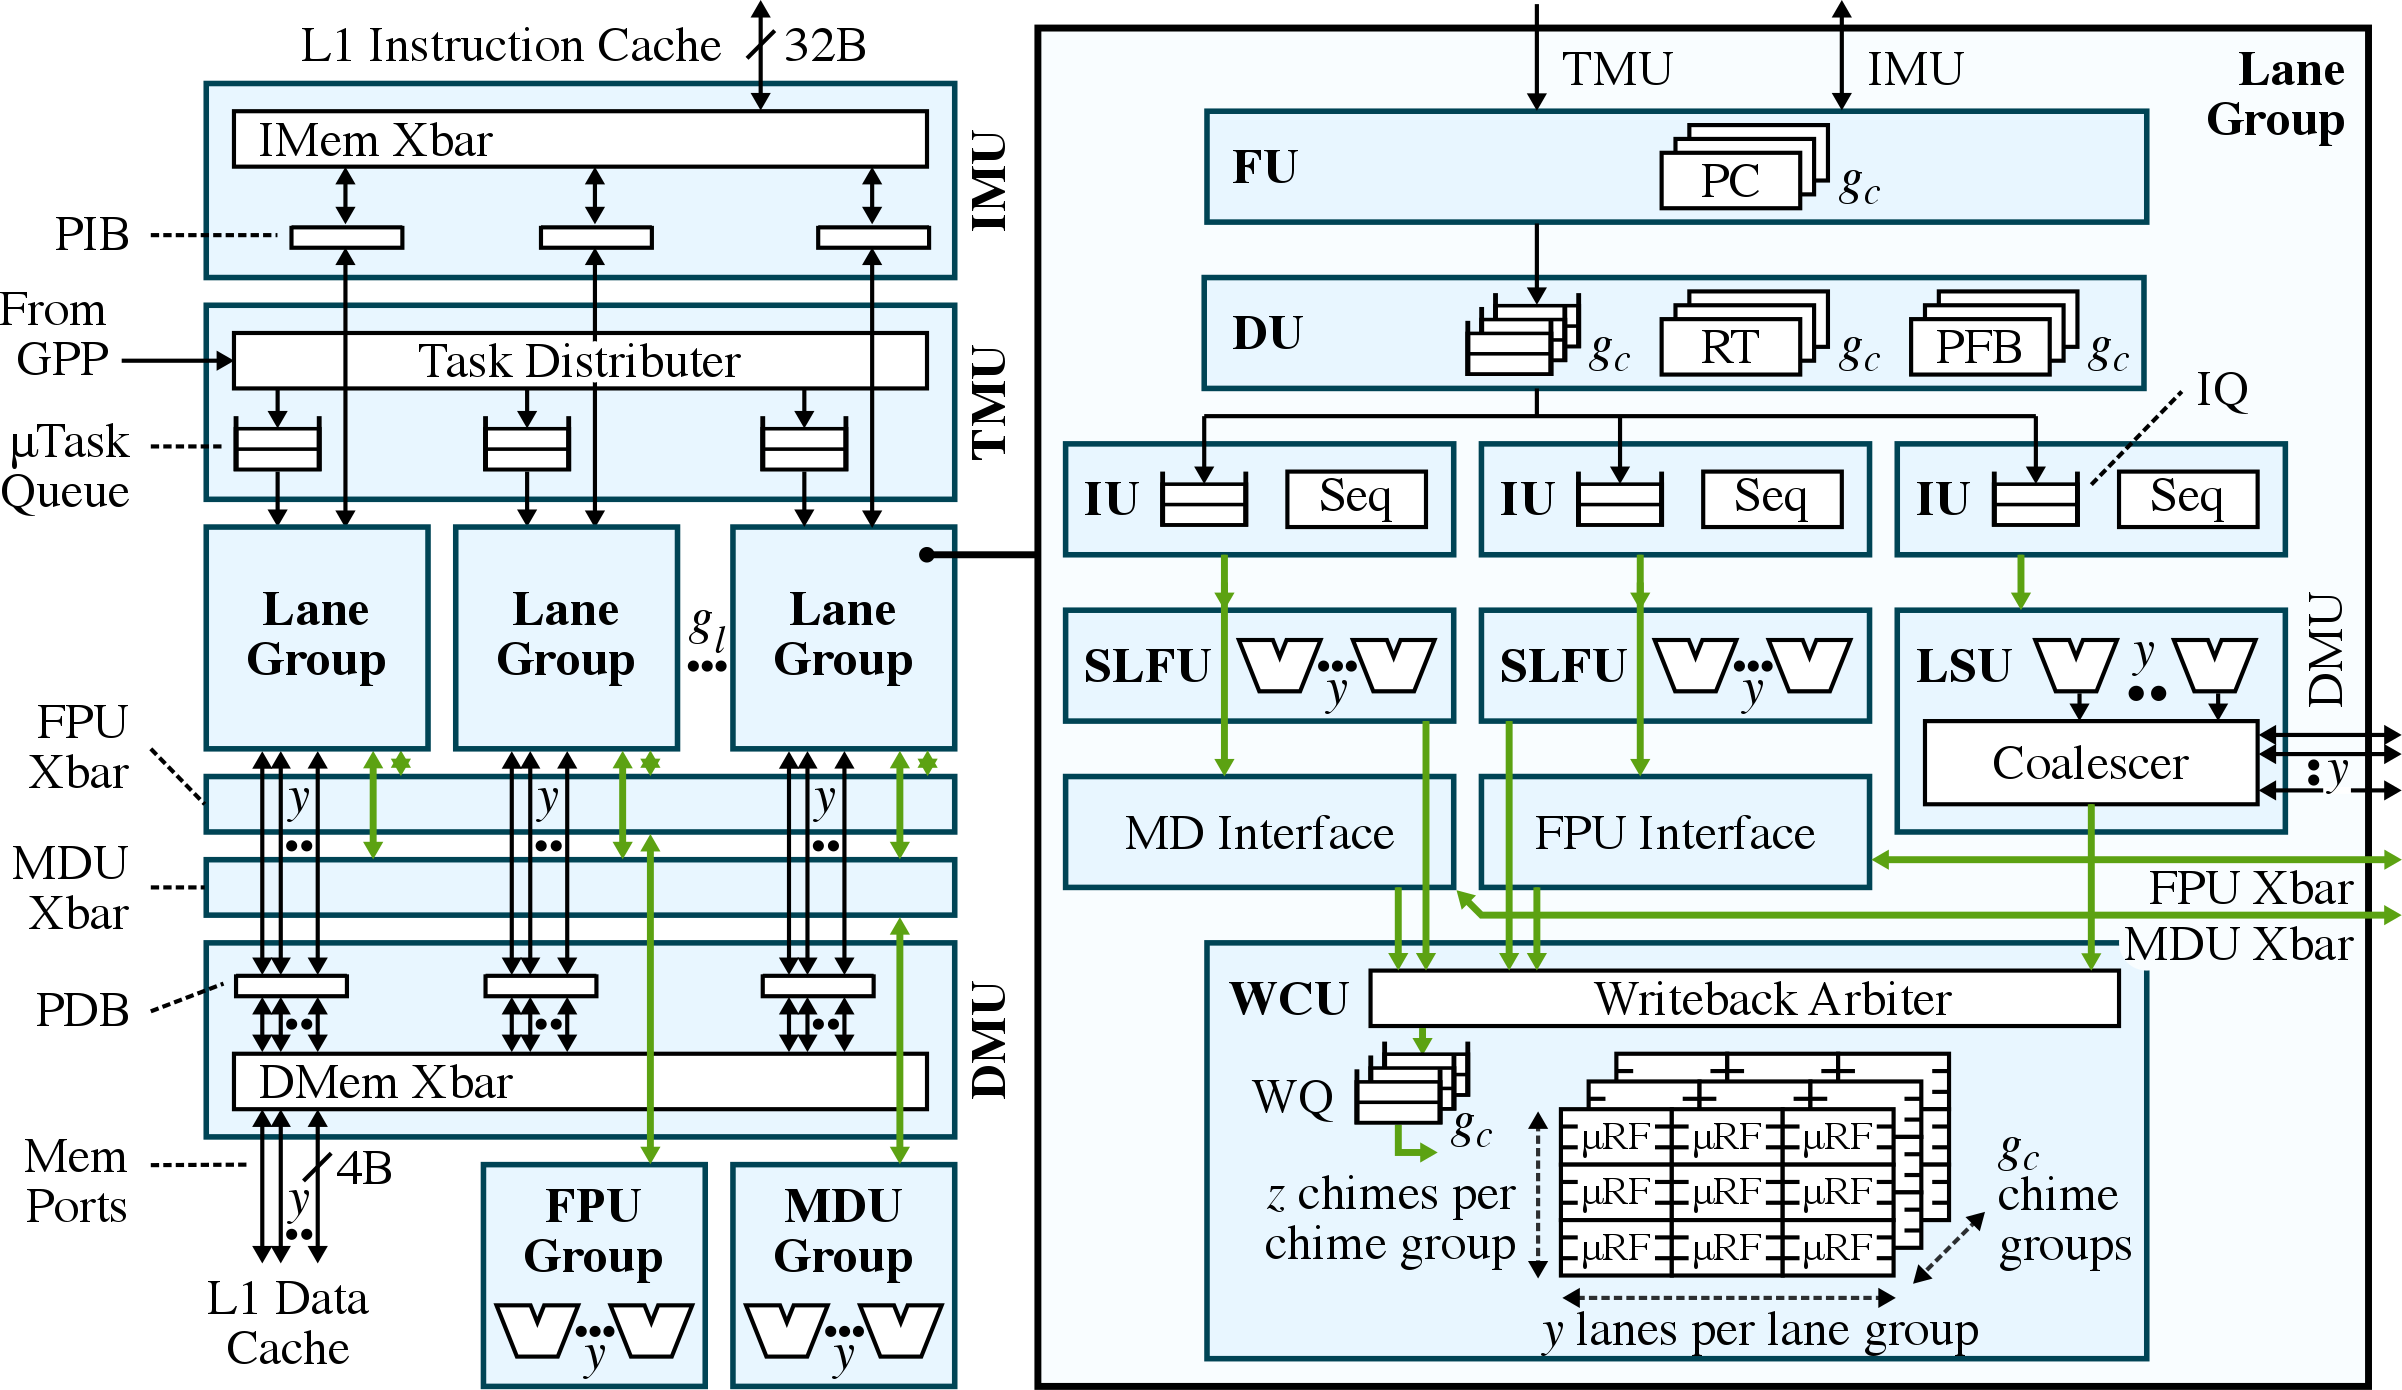 L1 Instruction Cache
32B
IMem Xbar
IMU
PIB
From
GPP
Task Distributer
TMU
μTask
Queue
Lane
Group
Lane
Group
g_l
Lane
Group
FPU
Xbar
y
y
y
MDU
Xbar
PDB
DMU
DMem Xbar
Mem
Ports
4B
y
L1 Data
Cache
FPU
Group
y
MDU
Group
y
Lane
Group
TMU
IMU
FU
PC
g_c
DU
g_c
RT
g_c
PFB
g_c
IQ
IU
Seq
IU
Seq
IU
Seq
SLFU
y
SLFU
y
LSU
y
DMU
Coalescer
y
MD Interface
FPU Interface
FPU Xbar
MDU Xbar
WCU
Writeback Arbiter
WQ
g_c
μRF μRF μRF
μRF μRF μRF
μRF μRF μRF
z chimes per
chime group
g_c
chime
groups
y lanes per lane group